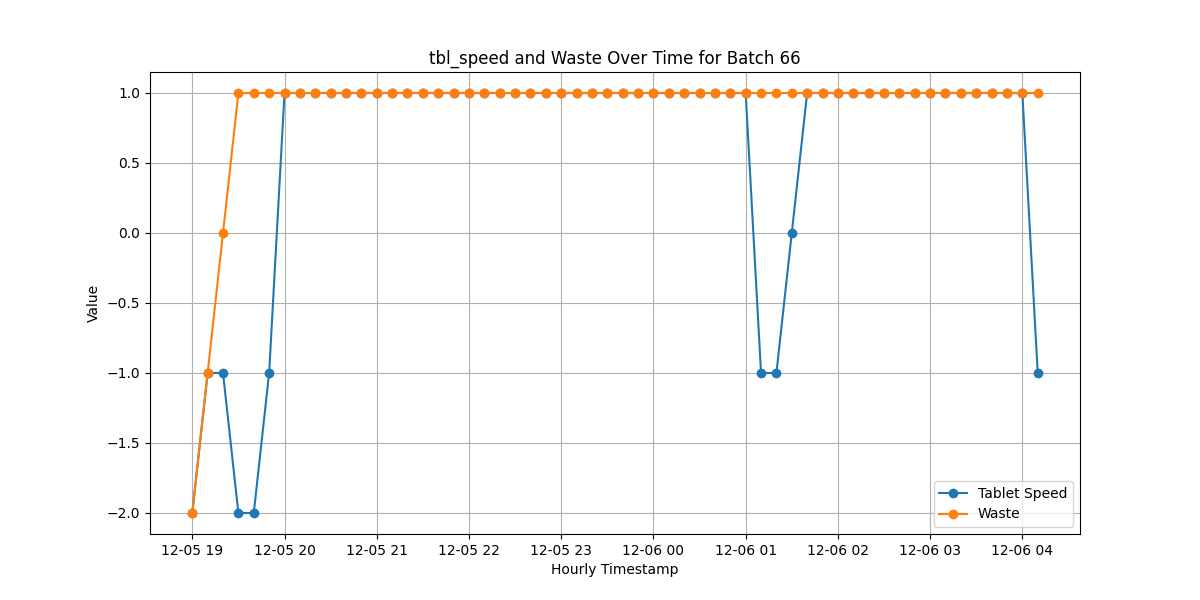 tbl_speed and Waste Over Time for Batch 66
1.0
0.5
0.0
−0.5
−1.0
−1.5
−2.0
Value
Tablet Speed
Waste
12-05 19 12-05 20 12-05 21 12-05 22 12-05 23 12-06 00 12-06 01 12-06 02 12-06 03 12-06 04
Hourly Timestamp